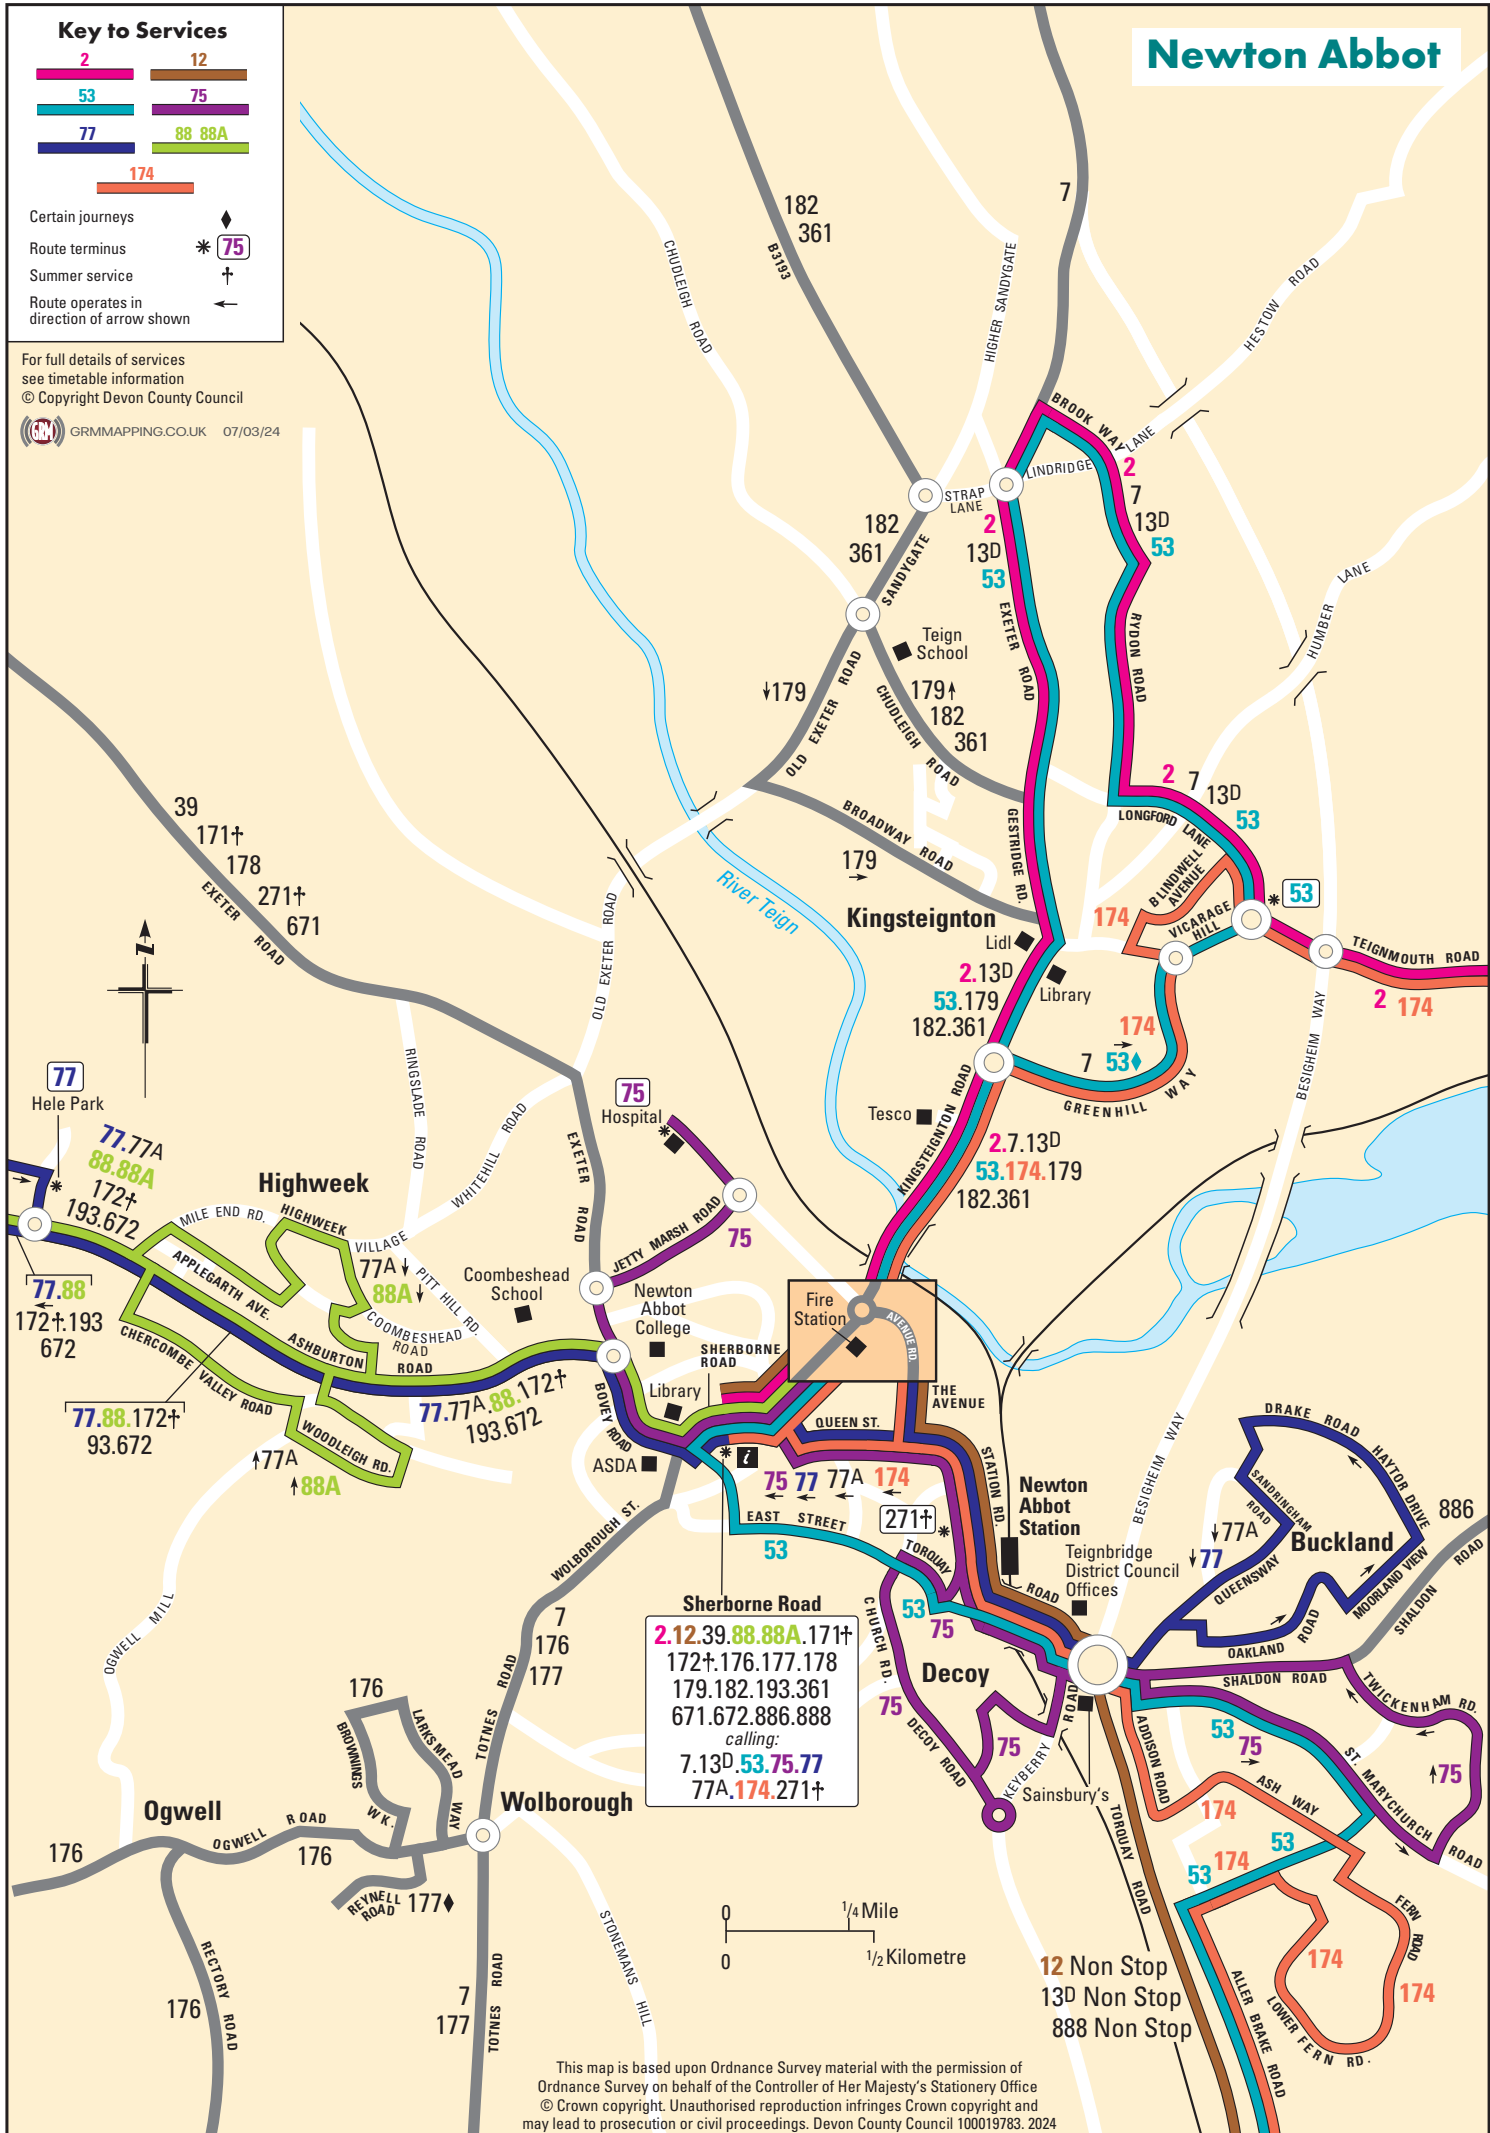 Key to Services
2 12
53 75
77 88 88A
174
Certain journeys ♦
Route terminus * 75
Summer service †
Route operates in ←
direction of arrow shown
For full details of services
see timetable information
© Copyright Devon County Council
GRM GRMMAPPING.CO.UK 07/03/24
Newton Abbot
182
361
B3193
7
CHUDLEIGH ROAD
HIGHER SANDYGATE
HESTOW ROAD
BROOK WAY
LINDRIDGE LANE
STRAP
LANE
2
7
13D
53
182
361
SANDYGATE
2
13D
53
EXETER ROAD
HUMBER LANE
RYDON ROAD
Teign
School
↓179
OLD EXETER ROAD
179↑
182
361
CHUDLEIGH ROAD
2 7 13D 53
LONGFORD LANE
GESTRIDGE RD.
BROADWAY ROAD
179
→
BLINDWELL
AVENUE
* 53
VICARAGE
HILL
174
TEIGNMOUTH ROAD
2 174
39
171†
178
271†
671
EXETER ROAD
River Teign
Kingsteignton
Lidl
Library
2.13D
53.179
182.361
OLD EXETER ROAD
N
174
→
7 53♦
GREENHILL WAY
BESIGHEIM WAY
RINGSLADE ROAD
WHITEHILL ROAD
EXETER ROAD
75
Hospital
*
Tesco
KINGSTEIGNTON ROAD
2.7.13D
53.174.179
182.361
77
Hele Park
→
*
77.77A
88.88A
172†
193.672
Highweek
MILE END RD.
HIGHWEEK
VILLAGE
JETTY MARSH ROAD
75
77A↓
88A↓
PITT HILL RD.
Coombeshead
School
Newton
Abbot
College
Fire
Station
AVENUE RD.
77.88
←
172†.193
672
APPLEGARTH AVE.
COOMBESHEAD
ROAD
CHERCOMBE VALLEY ROAD
ASHBURTON ROAD
SHERBORNE
ROAD
Library
THE
AVENUE
77.88.172†
93.672
77.77A.88.172†
193.672
WOODLEIGH RD.
↑77A
↑88A
BOVEY ROAD
ASDA
QUEEN ST.
* i
75 77 77A 174
← ← ← ←
STATION RD.
EAST STREET
53
271†
*
Newton
Abbot
Station
BESIGHEIM WAY
DRAKE ROAD
HAYTOR DRIVE
SANDRINGHAM
ROAD
Buckland
886
↓77A
↓77
QUEENSWAY
MOORLAND VIEW
OAKLAND ROAD
SHALDON ROAD
Teignbridge
District Council
Offices
ROAD
WOLBOROUGH ST.
TORQUAY
53
75
CHURCH RD.
Decoy
75
DECOY ROAD
75
KEYBERRY ROAD
Sainsbury's
Sherborne Road
2.12.39.88.88A.171†
172†.176.177.178
179.182.193.361
671.672.886.888
calling:
7.13D.53.75.77
77A.174.271†
OGWELL MILL
7
176
177
TOTNES ROAD
176
BROWNINGS WK.
LARKSMEAD WAY
Wolborough
Ogwell
176
OGWELL ROAD
176
REYNELL
ROAD
177♦
RECTORY ROAD
176
7
177
TOTNES ROAD
STONEMANS HILL
SHALDON ROAD
TWICKENHAM RD.
←
53
75
→
↑75
ST. MARYCHURCH ROAD
ADDISON ROAD
ASH WAY
174
53
174
53
FERN ROAD
174
174
LOWER FERN RD.
ALLER BRAKE ROAD
TORQUAY ROAD
12 Non Stop
13D Non Stop
888 Non Stop
0 1/4 Mile
0 1/2 Kilometre
This map is based upon Ordnance Survey material with the permission of
Ordnance Survey on behalf of the Controller of Her Majesty's Stationery Office
© Crown copyright. Unauthorised reproduction infringes Crown copyright and
may lead to prosecution or civil proceedings. Devon County Council 100019783. 2024